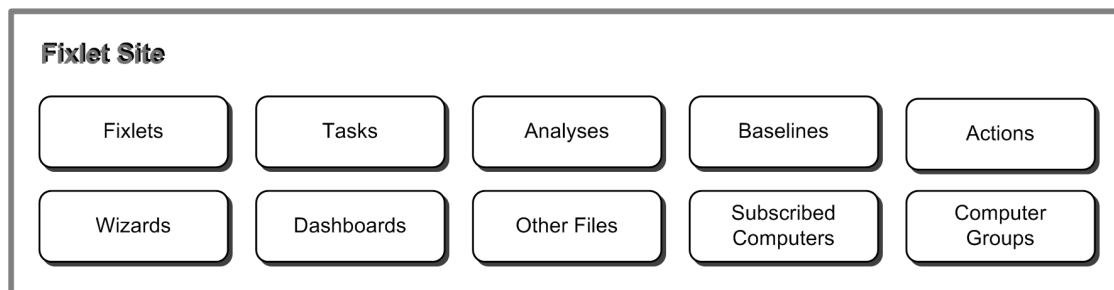 Fixlet Site
Fixlets
Tasks
Analyses
Baselines
Actions
Wizards
Dashboards
Other Files
Subscribed
Computers
Computer
Groups